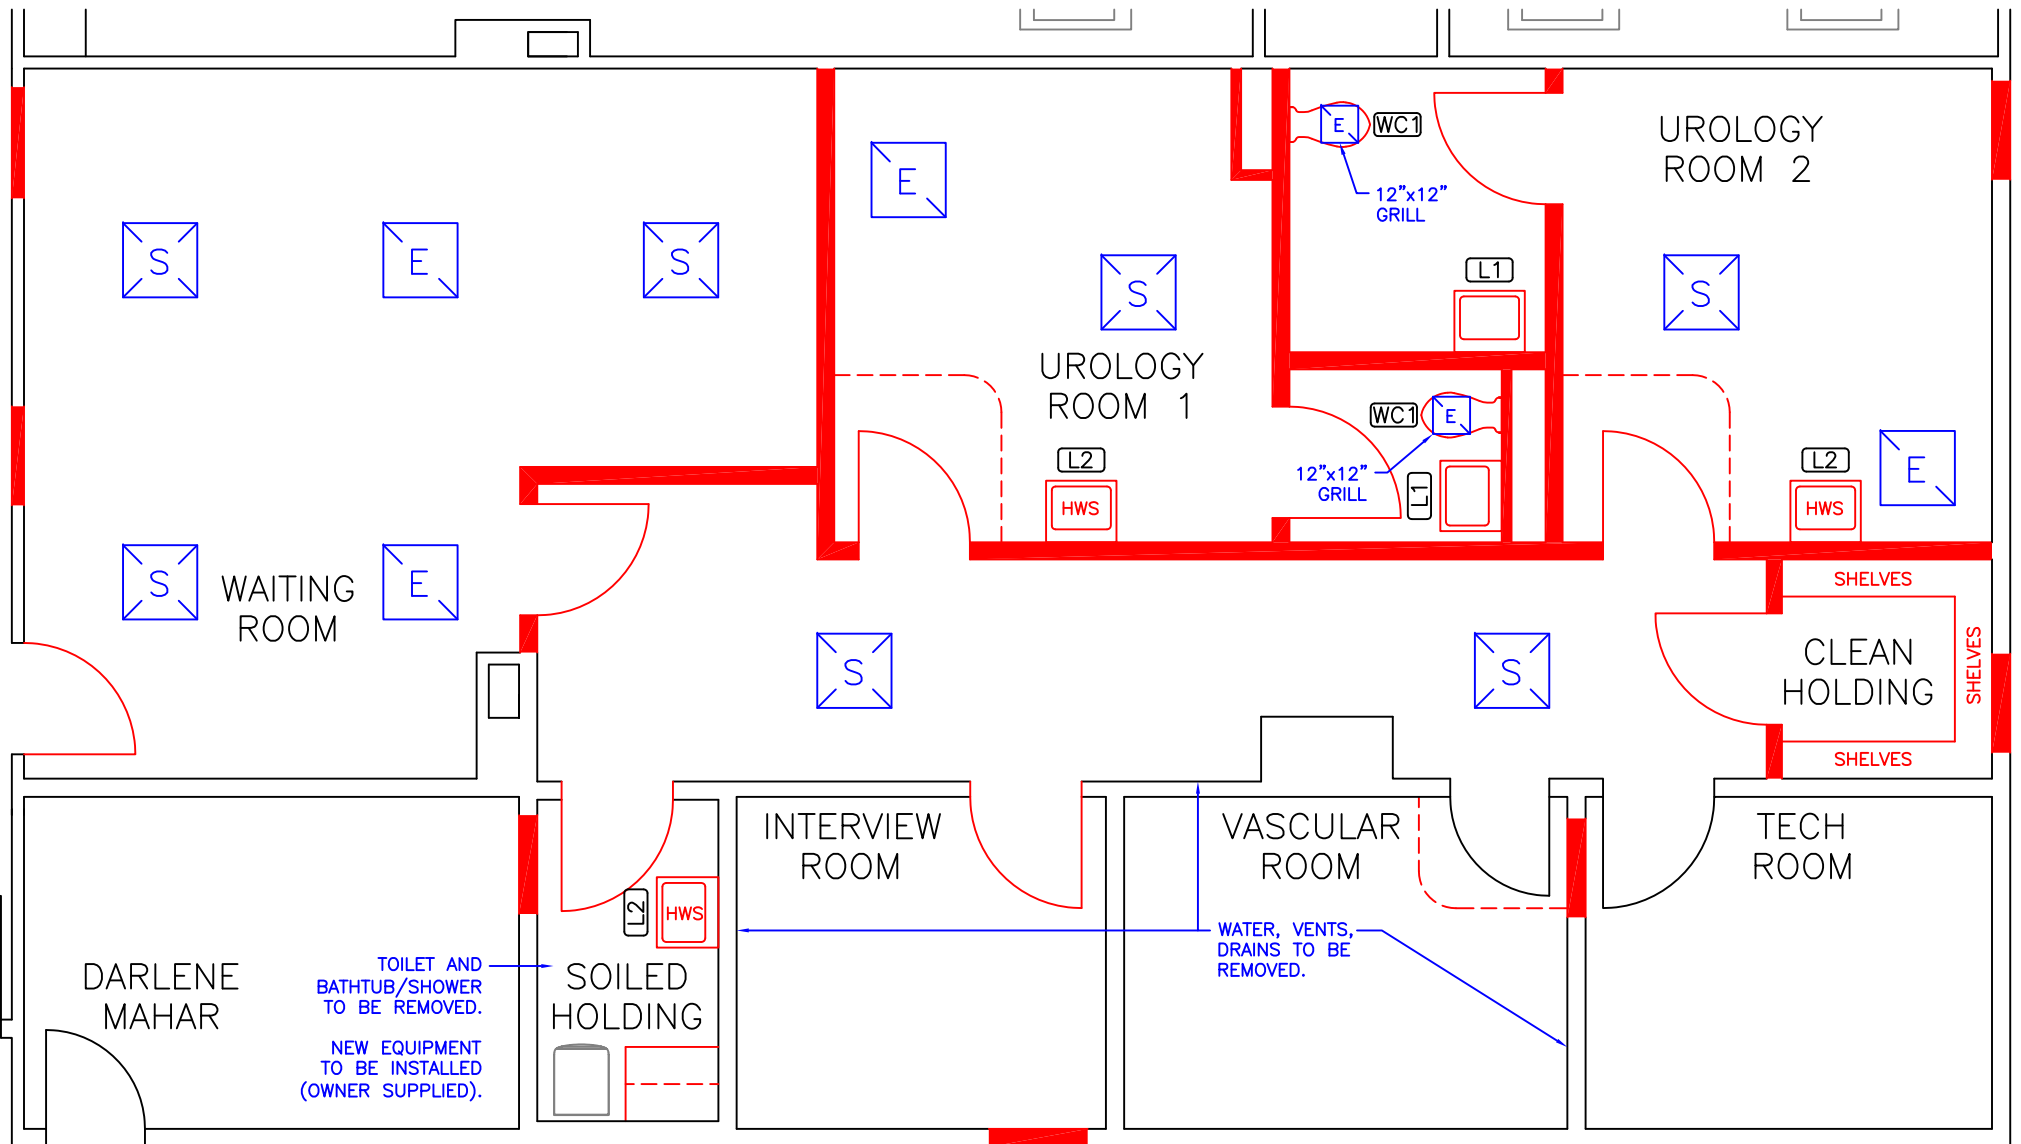 E
WC1
12"x12"
GRILL
UROLOGY
ROOM 2
E
S
E
S
S
L1
S
UROLOGY
ROOM 1
L2
HWS
WC1
E
12"x12"
GRILL
L1
L2
HWS
E
S
E
WAITING
ROOM
S
S
SHELVES
CLEAN
HOLDING
SHELVES
SHELVES
INTERVIEW
ROOM
VASCULAR
ROOM
TECH
ROOM
L2
HWS
WATER, VENTS,
DRAINS TO BE
REMOVED.
DARLENE
MAHAR
TOILET AND
BATHTUB/SHOWER
TO BE REMOVED.
NEW EQUIPMENT
TO BE INSTALLED
(OWNER SUPPLIED).
SOILED
HOLDING